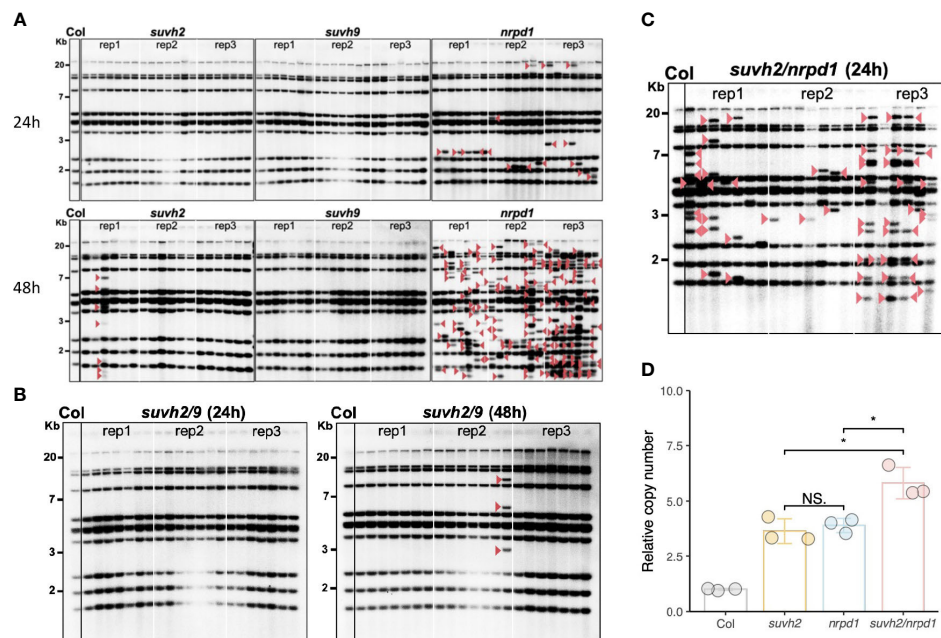 A
Col suvh2 suvh9 nrpd1
Kb rep1 rep2 rep3 rep1 rep2 rep3 rep1 rep2 rep3
20
7
24h
3
2
Col suvh2 suvh9 nrpd1
Kb rep1 rep2 rep3 rep1 rep2 rep3 rep1 rep2 rep3
20
7
48h
3
2
B
Col suvh2/9 (24h)
Kb rep1 rep2 rep3
20
7
3
2
Col suvh2/9 (48h)
Kb rep1 rep2 rep3
20
7
3
2
C
suvh2/nrpd1 (24h)
Col rep1 rep2 rep3
Kb
20
7
3
2
D
Relative copy number
10.0
7.5
5.0
2.5
0.0
*
*
NS.
Col suvh2 nrpd1 suvh2/nrpd1